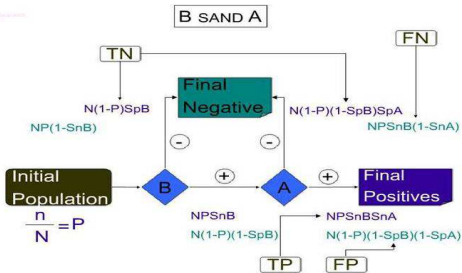 B SAND A
TN
FN
Final
Negative
N(1-P)SpB
NP(1-SnB)
N(1-P)(1-SpB)SpA
NPSnB(1-SnA)
-
-
Initial
Population
B
+
A
+
Final
Positives
n
N
=P
NPSnB
N(1-P)(1-SpB)
NPSnBSnA
N(1-P)(1-SpB)(1-SpA)
TP
FP